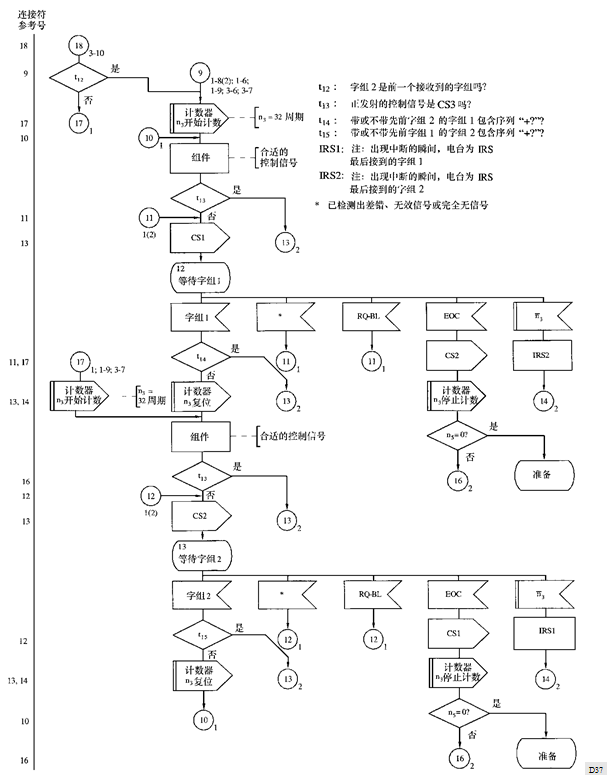 连接符
参考号
18
18
3-10
t12
是
否
17
1
9
9
1-8(2); 1-6;
1-9; 3-6; 3-7
17
计数器
n3开始计数
n3 = 32 周期
10
10
1
组件
合适的
控制信号
t13
是
否
11
11
1(2)
13
2
13
CS1
12
等待字组1
t12: 字组 2 是前一个接收到的字组吗?
t13: 正发射的控制信号是 CS3 吗?
t14: 带或不带先前字组 2 的字组 1 包含序列 “+?”?
t15: 带或不带先前字组 1 的字组 2 包含序列 “+?”?
IRS1: 注: 出现中断的瞬间, 电台为 IRS
最后接到的字组 1
IRS2: 注: 出现中断的瞬间, 电台为 IRS
最后接到的字组 2
* 已检测出差错、无效信号或完全无信号
字组1
*
RQ-BL
EOC
n3
11, 17
17
1; 1-9; 3-7
t14
是
否
11
1
11
1
CS2
IRS2
13, 14
计数器
n3开始计数
n3 =
32 周期
计数器
n3复位
13
2
计数器
n3停止计数
14
2
组件
合适的控制信号
n5= 0?
是
否
16
t13
是
否
16
2
准备
12
12
1(2)
13
2
13
CS2
13
等待字组2
字组2
*
RQ-BL
EOC
n3
12
t15
是
否
12
1
12
1
CS1
IRS1
13, 14
计数器
n3复位
13
2
计数器
n3停止计数
14
2
10
10
1
n5= 0?
是
否
16
16
2
准备
D37